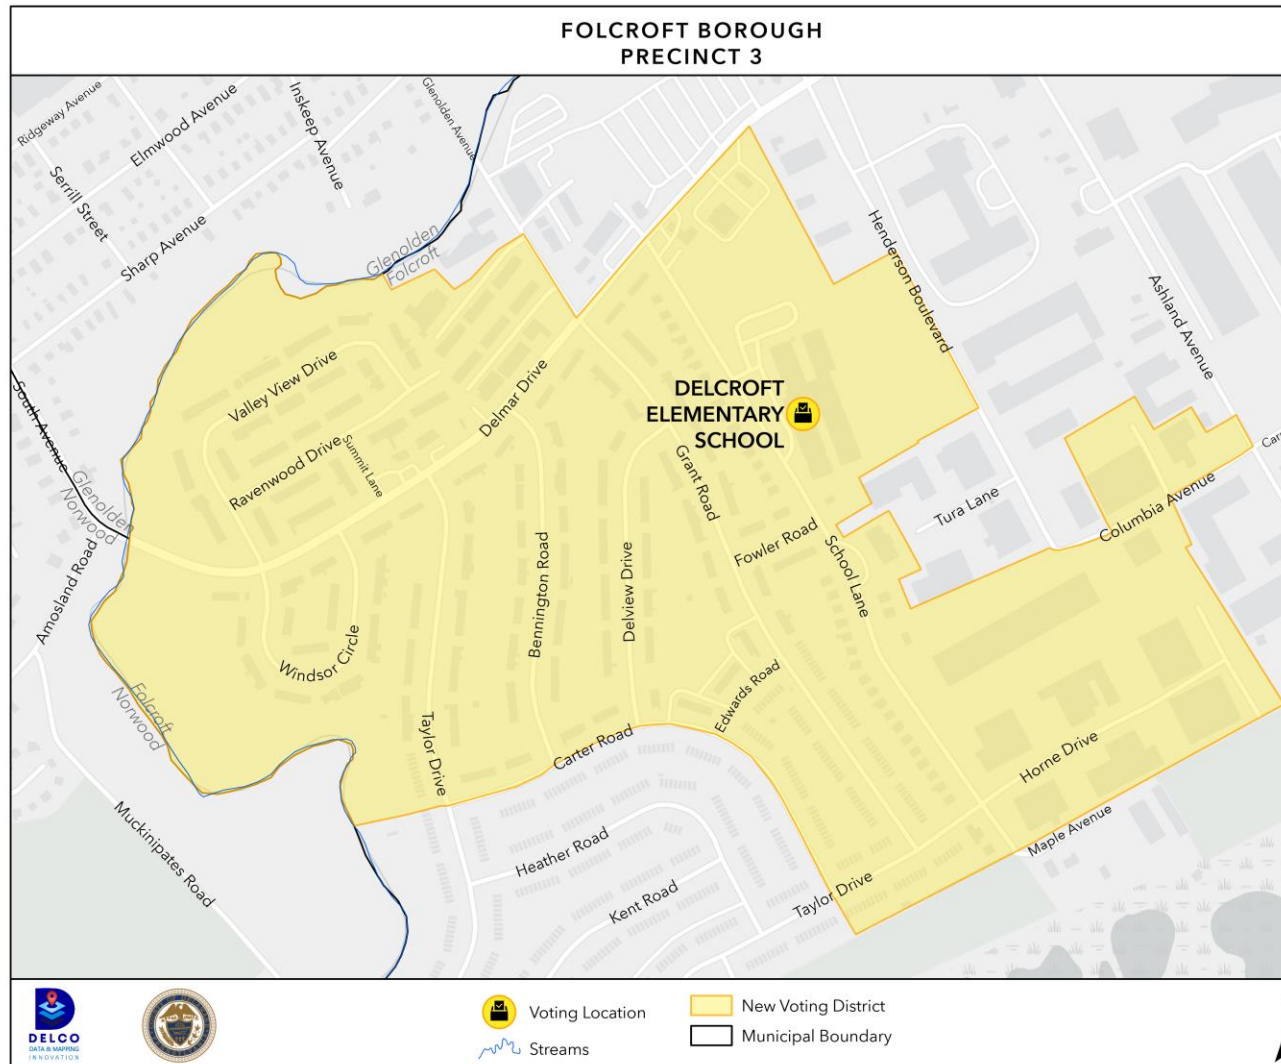 FOLCROFT BOROUGH
PRECINCT 3
Ridgeway Avenue
Elmwood Avenue
Inskeep Avenue
Glenolden Avenue
Serrill Street
Sharp Avenue
Glenolden
Folcroft
Henderson Boulevard
Ashland Avenue
South Avenue
Valley View Drive
Delmar Drive
DELCROFT
ELEMENTARY
SCHOOL
Ravenwood Drive
Summit Lane
Grant Road
Glenolden
Norwood
Tura Lane
Columbia Avenue
Fowler Road
School Lane
Amosland Road
Bennington Road
Delview Drive
Windsor Circle
Edwards Road
Folcroft
Norwood
Taylor Drive
Carter Road
Horne Drive
Maple Avenue
Muckinipates Road
Heather Road
Kent Road
Taylor Drive
DELCO
DATA & MAPPING
INNOVATION
Voting Location
Streams
New Voting District
Municipal Boundary